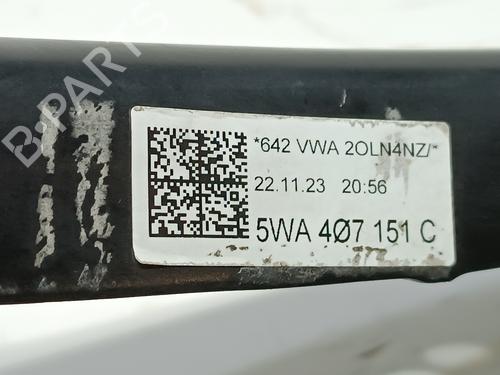 B-PARTS
*642 VWA 2OLN4NZ/*
22.11.23 20:56
5WA 4Ø7 151 C